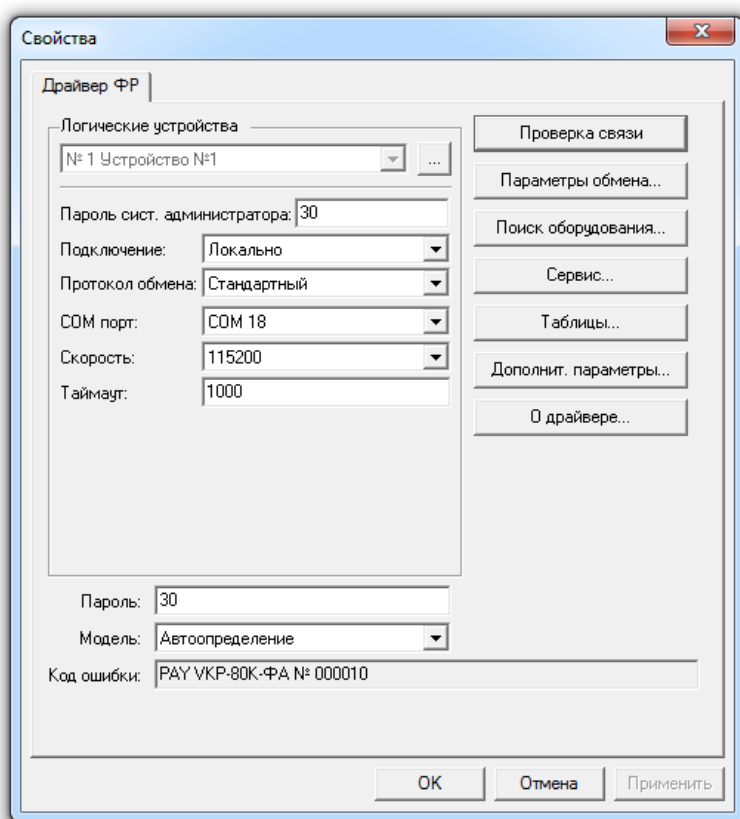 Свойства
Драйвер ФР
Логические устройства
№ 1 Устройство №1
...
Пароль сист. администратора: 30
Подключение: Локально
Протокол обмена: Стандартный
COM порт: COM 18
Скорость: 115200
Таймаут: 1000
Проверка связи
Параметры обмена...
Поиск оборудования...
Сервис...
Таблицы...
Дополнит. параметры...
О драйвере...
Пароль: 30
Модель: Автоопределение
Код ошибки: PAY VKP-80K-ФА № 000010
OK Отмена Применить